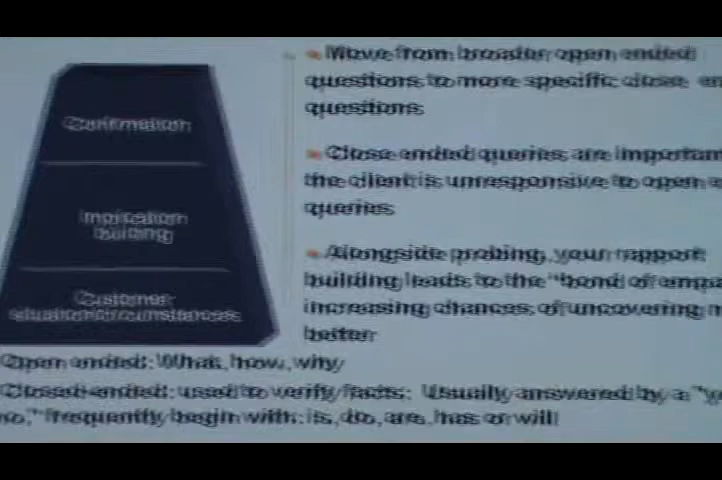 Confirmation
Implication
building
Customer
situation/circumstances
Move from broader, open ended
questions to more specific close
questions
Close ended queries are important
the client is unresponsive to open
queries
Alongside probing, your rapport
building leads to the "bond of
increasing chances of uncovering
better
Open ended: What, how, why
Closed-ended: used to verify facts; Usually answered by a
frequently begin with: is, do, are, has or will